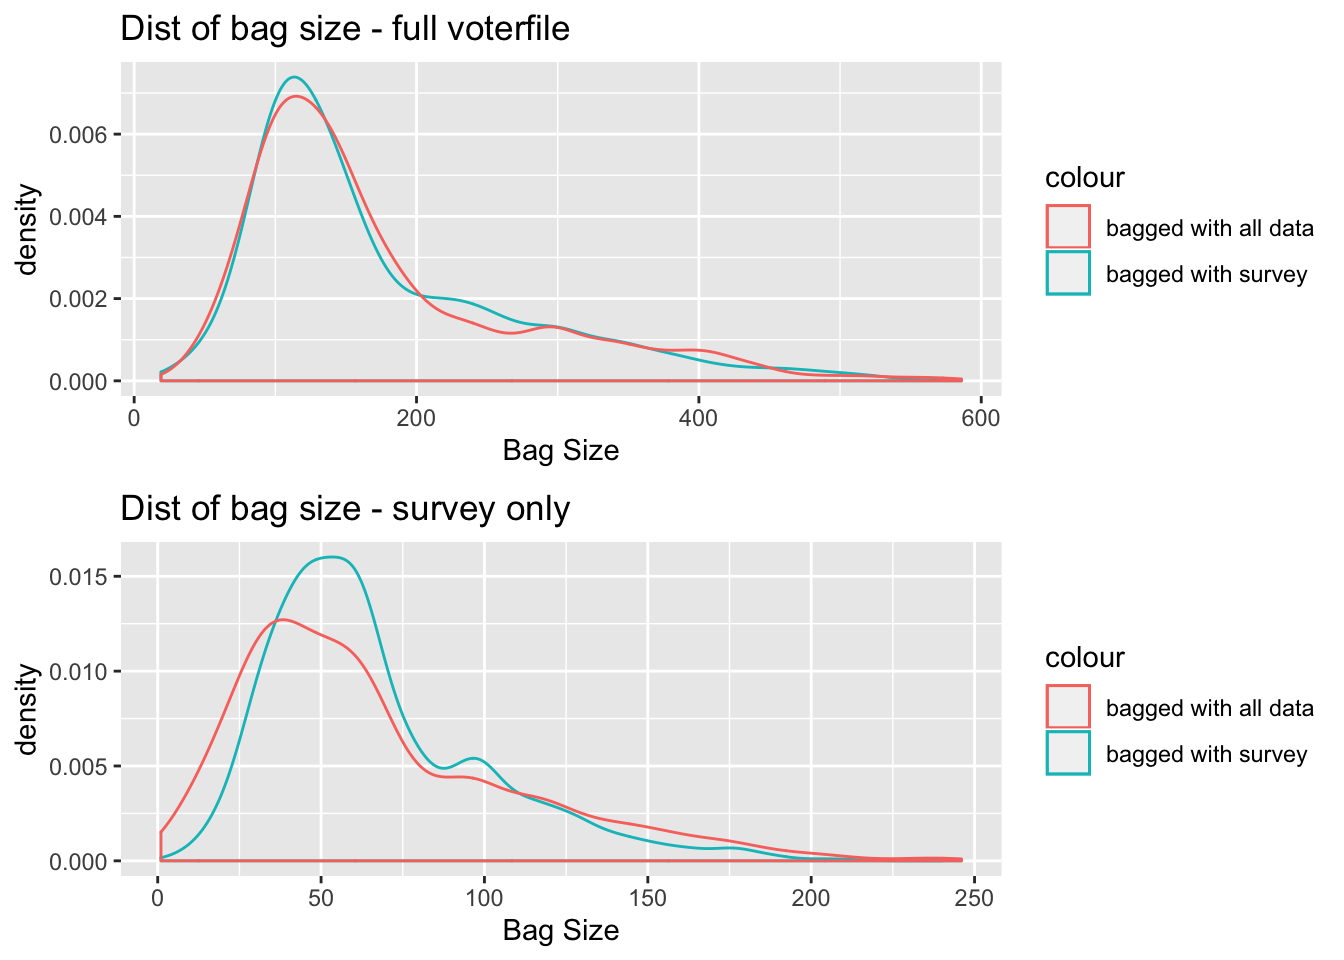 Dist of bag size - full voterfile
density
0.006
0.004
0.002
0.000
0
200
400
600
Bag Size
colour
bagged with all data
bagged with survey
Dist of bag size - survey only
density
0.015
0.010
0.005
0.000
0
50
100
150
200
250
Bag Size
colour
bagged with all data
bagged with survey